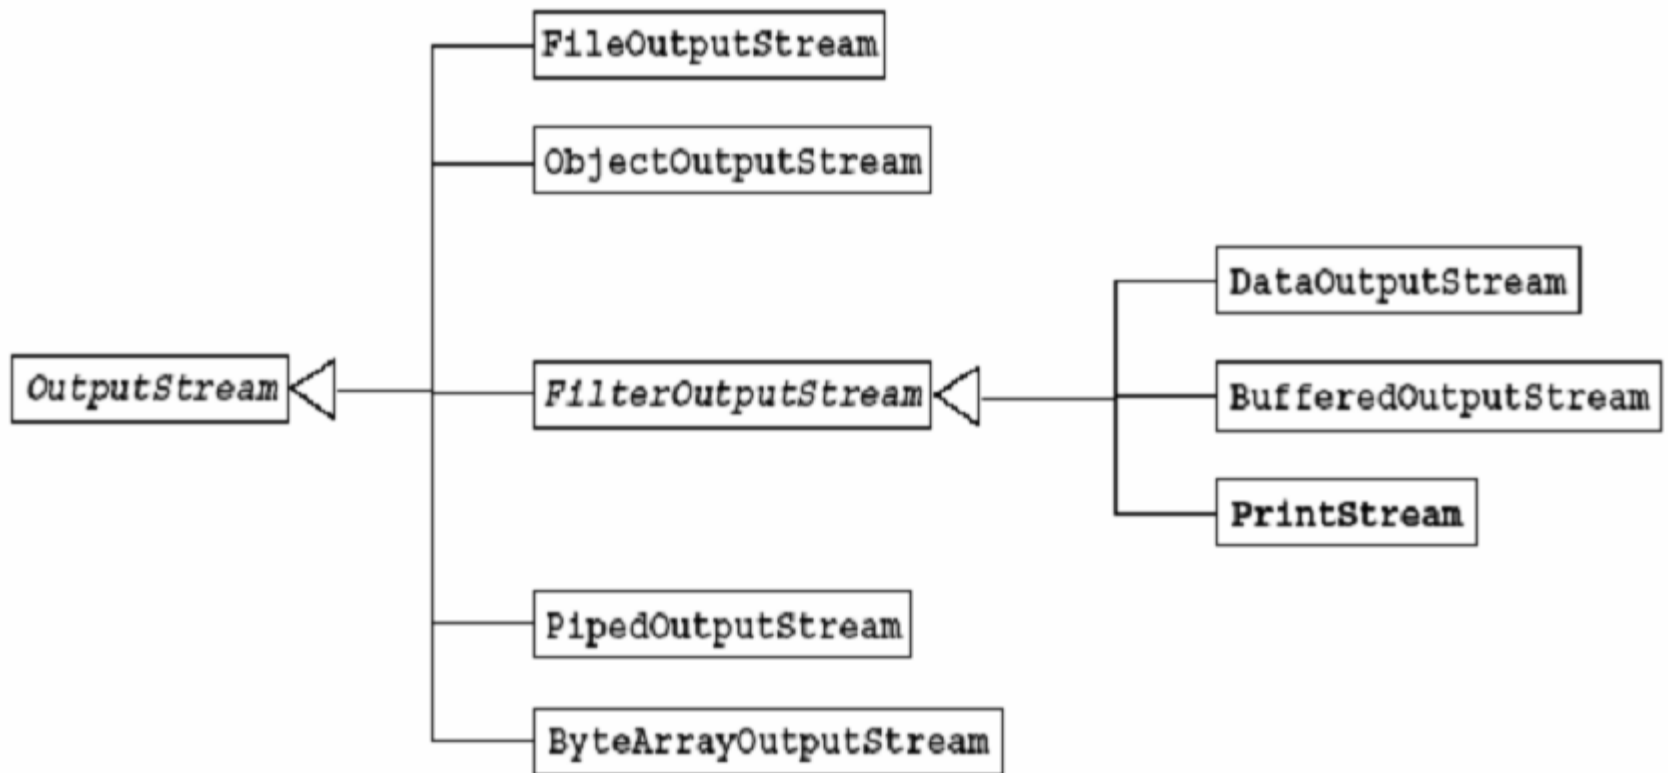 FileOutputStream
ObjectOutputStream
DataOutputStream
OutputStream
FilterOutputStream
BufferedOutputStream
PrintStream
PipedOutputStream
ByteArrayOutputStream